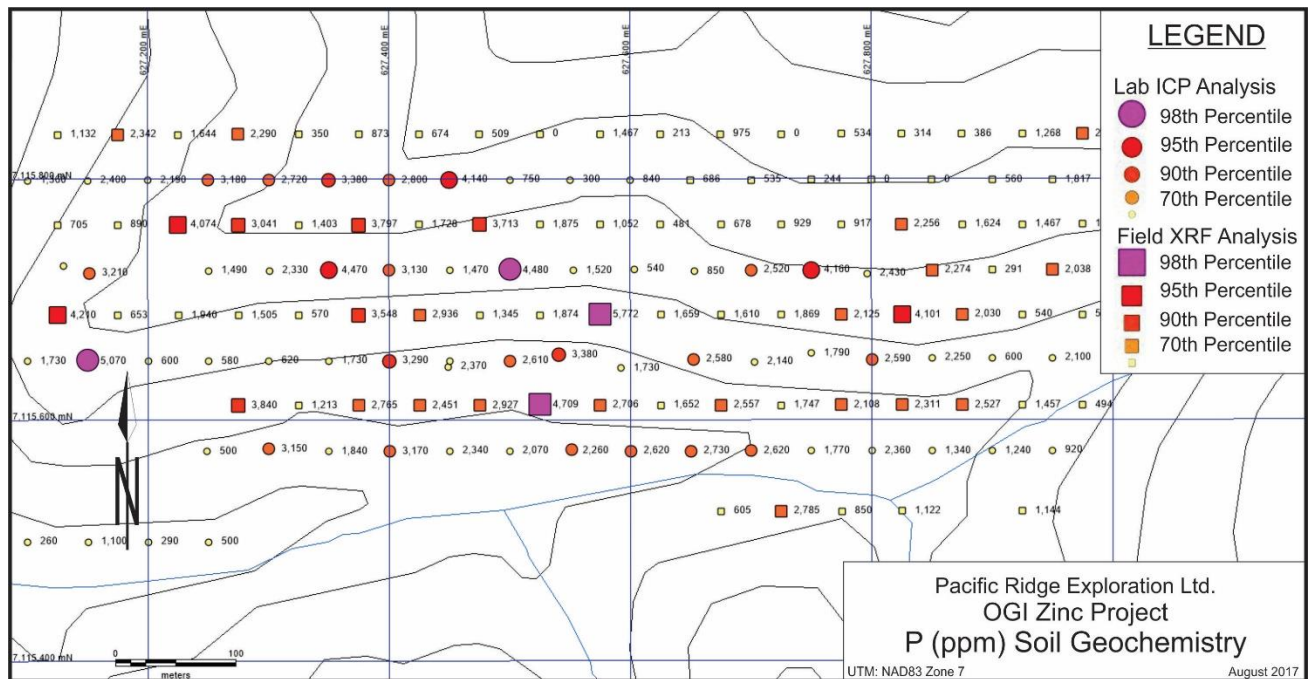 627,200 mE
627,400 mE
627,600 mE
627,800 mE
LEGEND
Lab ICP Analysis
98th Percentile
95th Percentile
90th Percentile
70th Percentile
Field XRF Analysis
98th Percentile
95th Percentile
90th Percentile
70th Percentile
1,132 2,342 1,644 2,290 350 873 674 509 0 1,467 213 975 0 534 314 386 1,268 2
7,115,800 mN
1,300 2,400 2,190 3,180 2,720 3,380 2,800 4,140 750 300 840 686 535 244 0 0 560 1,817
705 890 4,074 3,041 1,403 3,797 1,728 3,713 1,875 1,052 481 678 929 917 2,256 1,624 1,467 1
3,210 1,490 2,330 4,470 3,130 1,470 4,480 1,520 540 850 2,520 4,160 2,430 2,274 291 2,038
4,210 653 1,940 1,505 570 3,548 2,936 1,345 1,874 5,772 1,659 1,610 1,869 2,125 4,101 2,030 540 5
1,730 5,070 600 580 620 1,730 3,290 2,370 2,610 3,380 1,730 2,580 2,140 1,790 2,590 2,250 600 2,100
3,840 1,213 2,765 2,451 2,927 4,709 2,706 1,652 2,557 1,747 2,108 2,311 2,527 1,457 494
7,115,600 mN
500 3,150 1,840 3,170 2,340 2,070 2,260 2,620 2,730 2,620 1,770 2,360 1,340 1,240 920
N
605 2,785 850 1,122 1,144
260 1,100 290 500
7,115,400 mN
0 100
meters
Pacific Ridge Exploration Ltd.
OGI Zinc Project
P (ppm) Soil Geochemistry
UTM: NAD83 Zone 7 August 2017